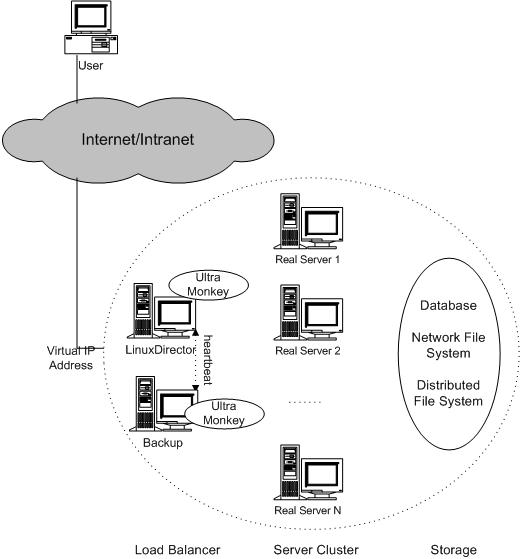 User
Internet/Intranet
Real Server 1
Ultra
Monkey
LinuxDirector
Real Server 2
Virtual IP
Address
heartbeat
Database
Network File
System
Distributed
File System
Ultra
Monkey
Backup
Real Server N
Load Balancer
Server Cluster
Storage